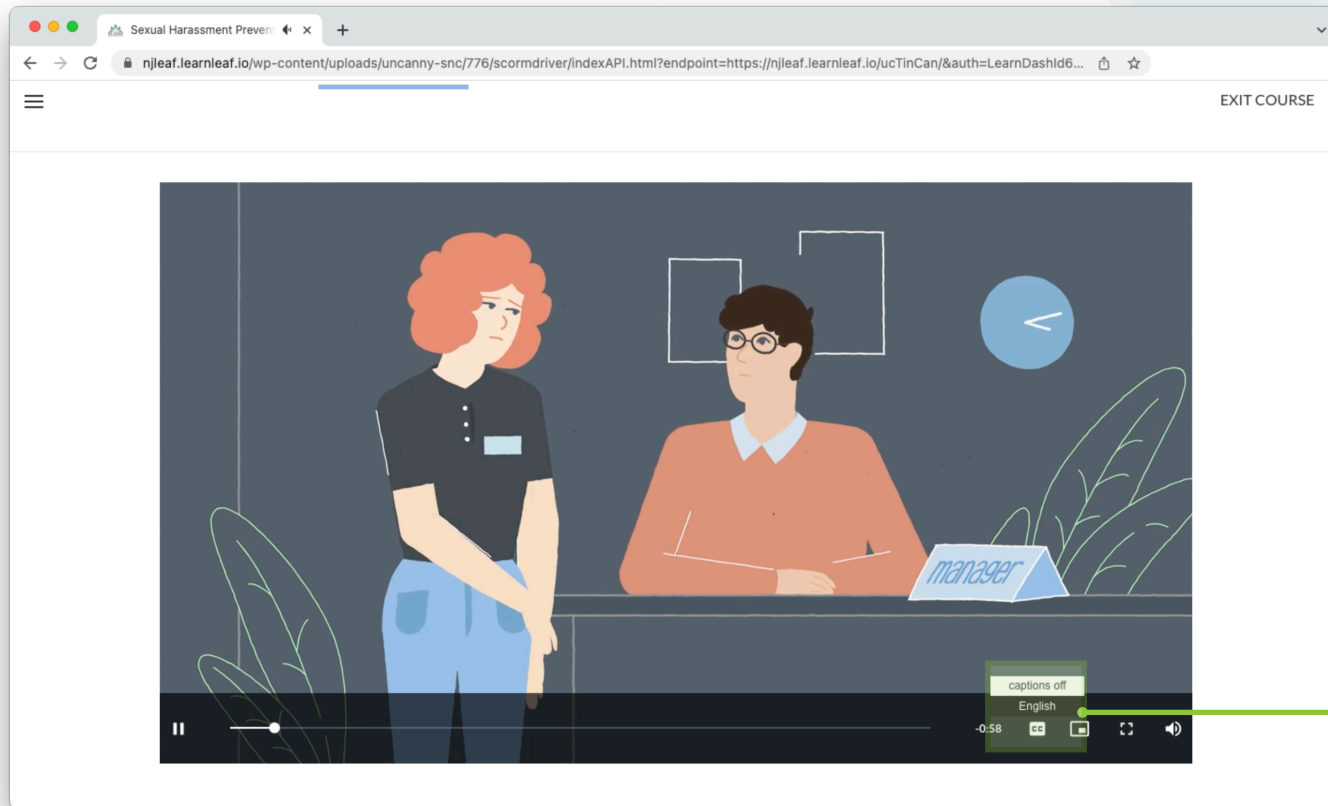 Sexual Harassment Preven
njleaf.learnleaf.io/wp-content/uploads/uncanny-snc/776/scormdriver/indexAPI.html?endpoint=https://njleaf.learnleaf.io/ucTinCan/&auth=LearnDashId6...
EXIT COURSE
manager
captions off
English
-0:58
CC